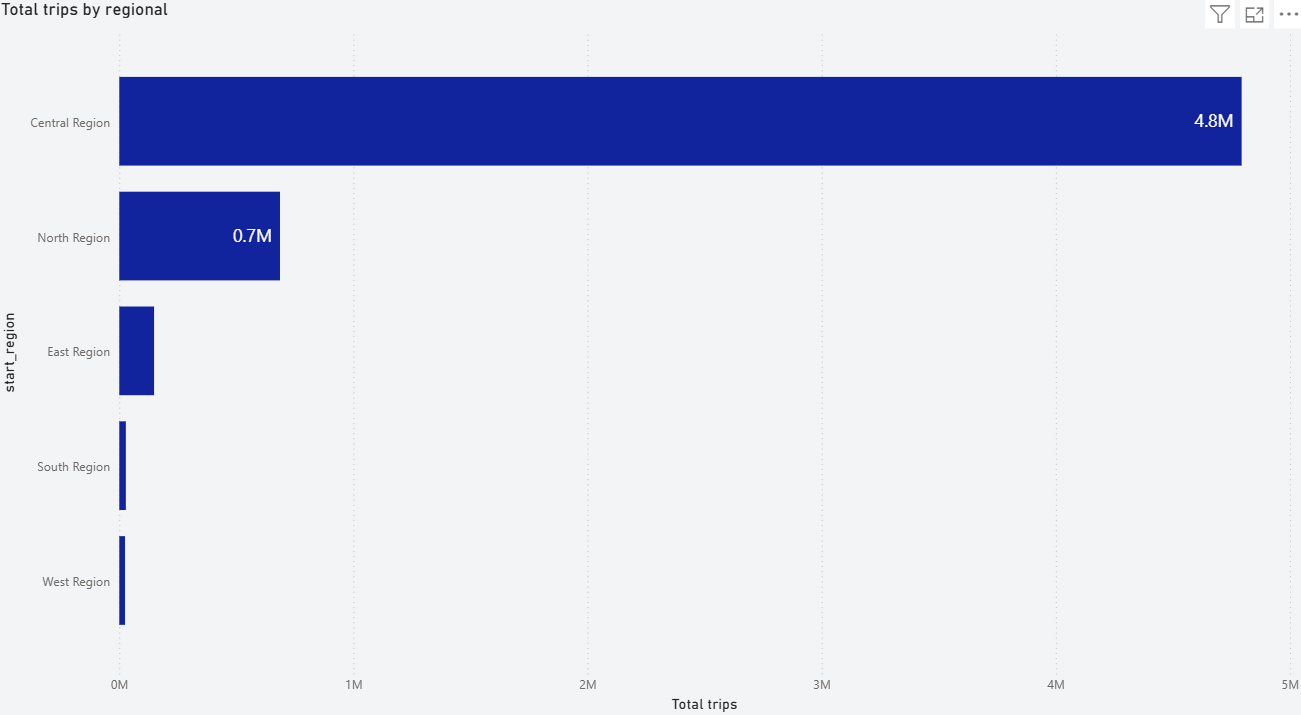 Total trips by regional
Central Region
4.8M
North Region
0.7M
East Region
South Region
West Region
start_region
0M 1M 2M 3M 4M 5M
Total trips